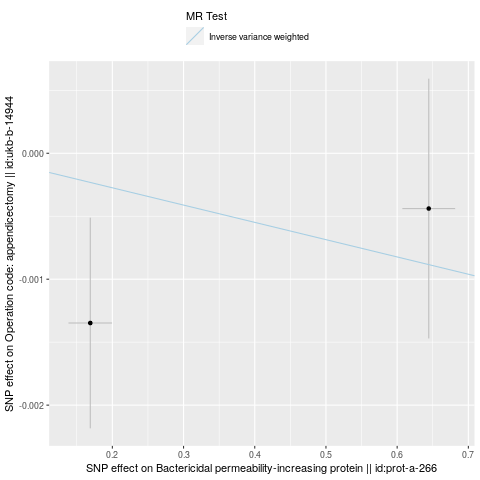 MR Test
Inverse variance weighted
SNP effect on Operation code: appendicectomy || id:ukb-b-14944
0.000
-0.001
-0.002
0.2 0.3 0.4 0.5 0.6 0.7
SNP effect on Bactericidal permeability-increasing protein || id:prot-a-266